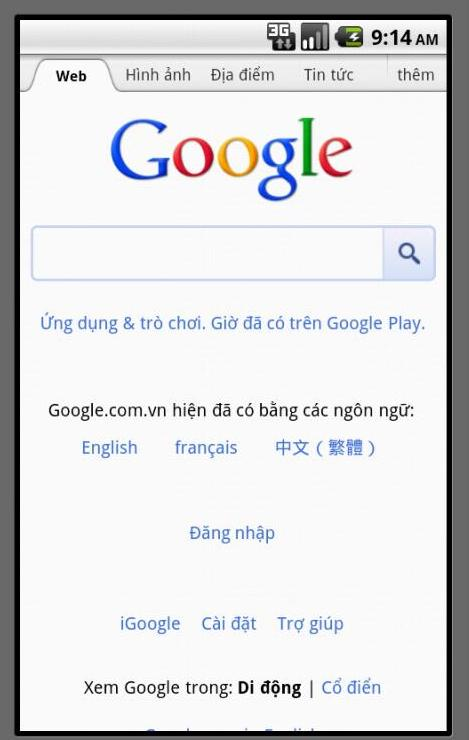 3G 9:14 AM
Web Hình ảnh Địa điểm Tin tức thêm
Google
Ứng dụng & trò chơi. Giờ đã có trên Google Play.
Google.com.vn hiện đã có bằng các ngôn ngữ:
English français 中文（繁體）
Đăng nhập
iGoogle Cài đặt Trợ giúp
Xem Google trong: Di động | Cổ điển